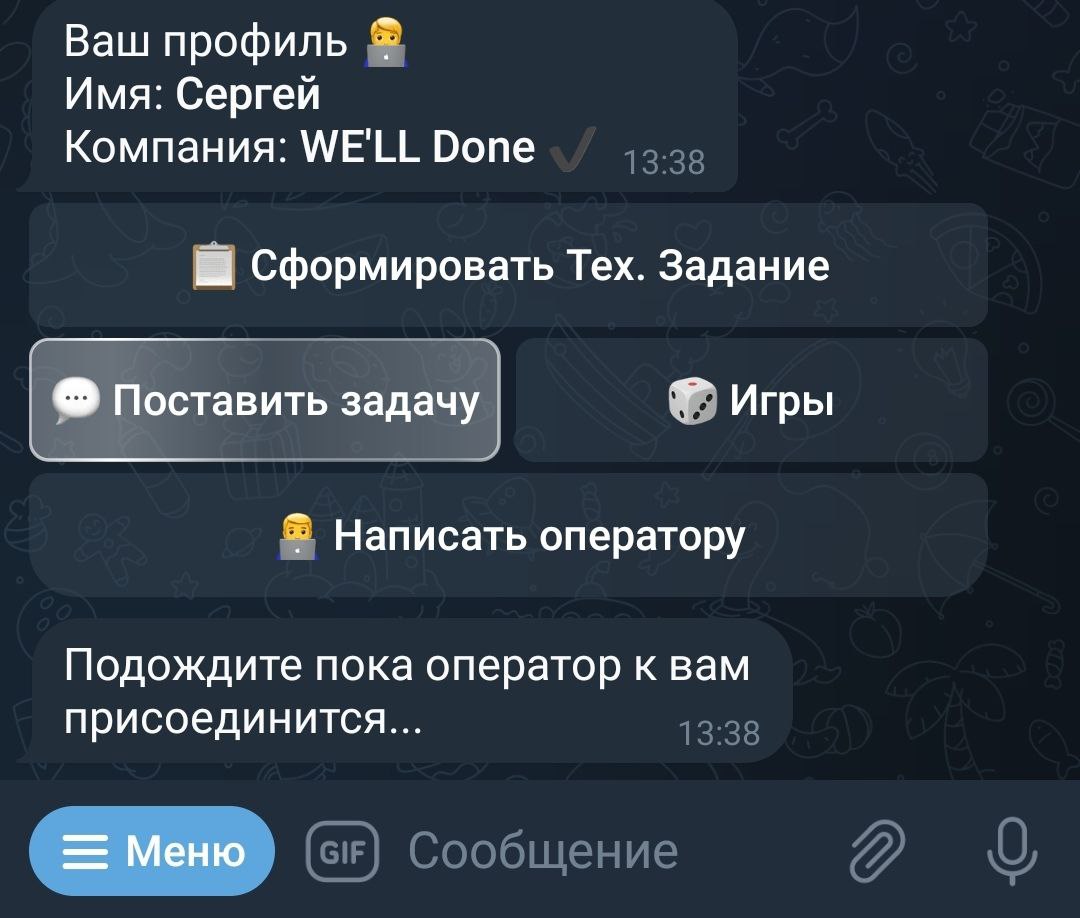 Ваш профиль 👨‍💻
Имя: Сергей
Компания: WE'LL Done ✔️ 13:38
📋 Сформировать Тех. Задание
💬 Поставить задачу
🎲 Игры
👨‍💻 Написать оператору
Подождите пока оператор к вам
присоединится... 13:38
Меню GIF Сообщение